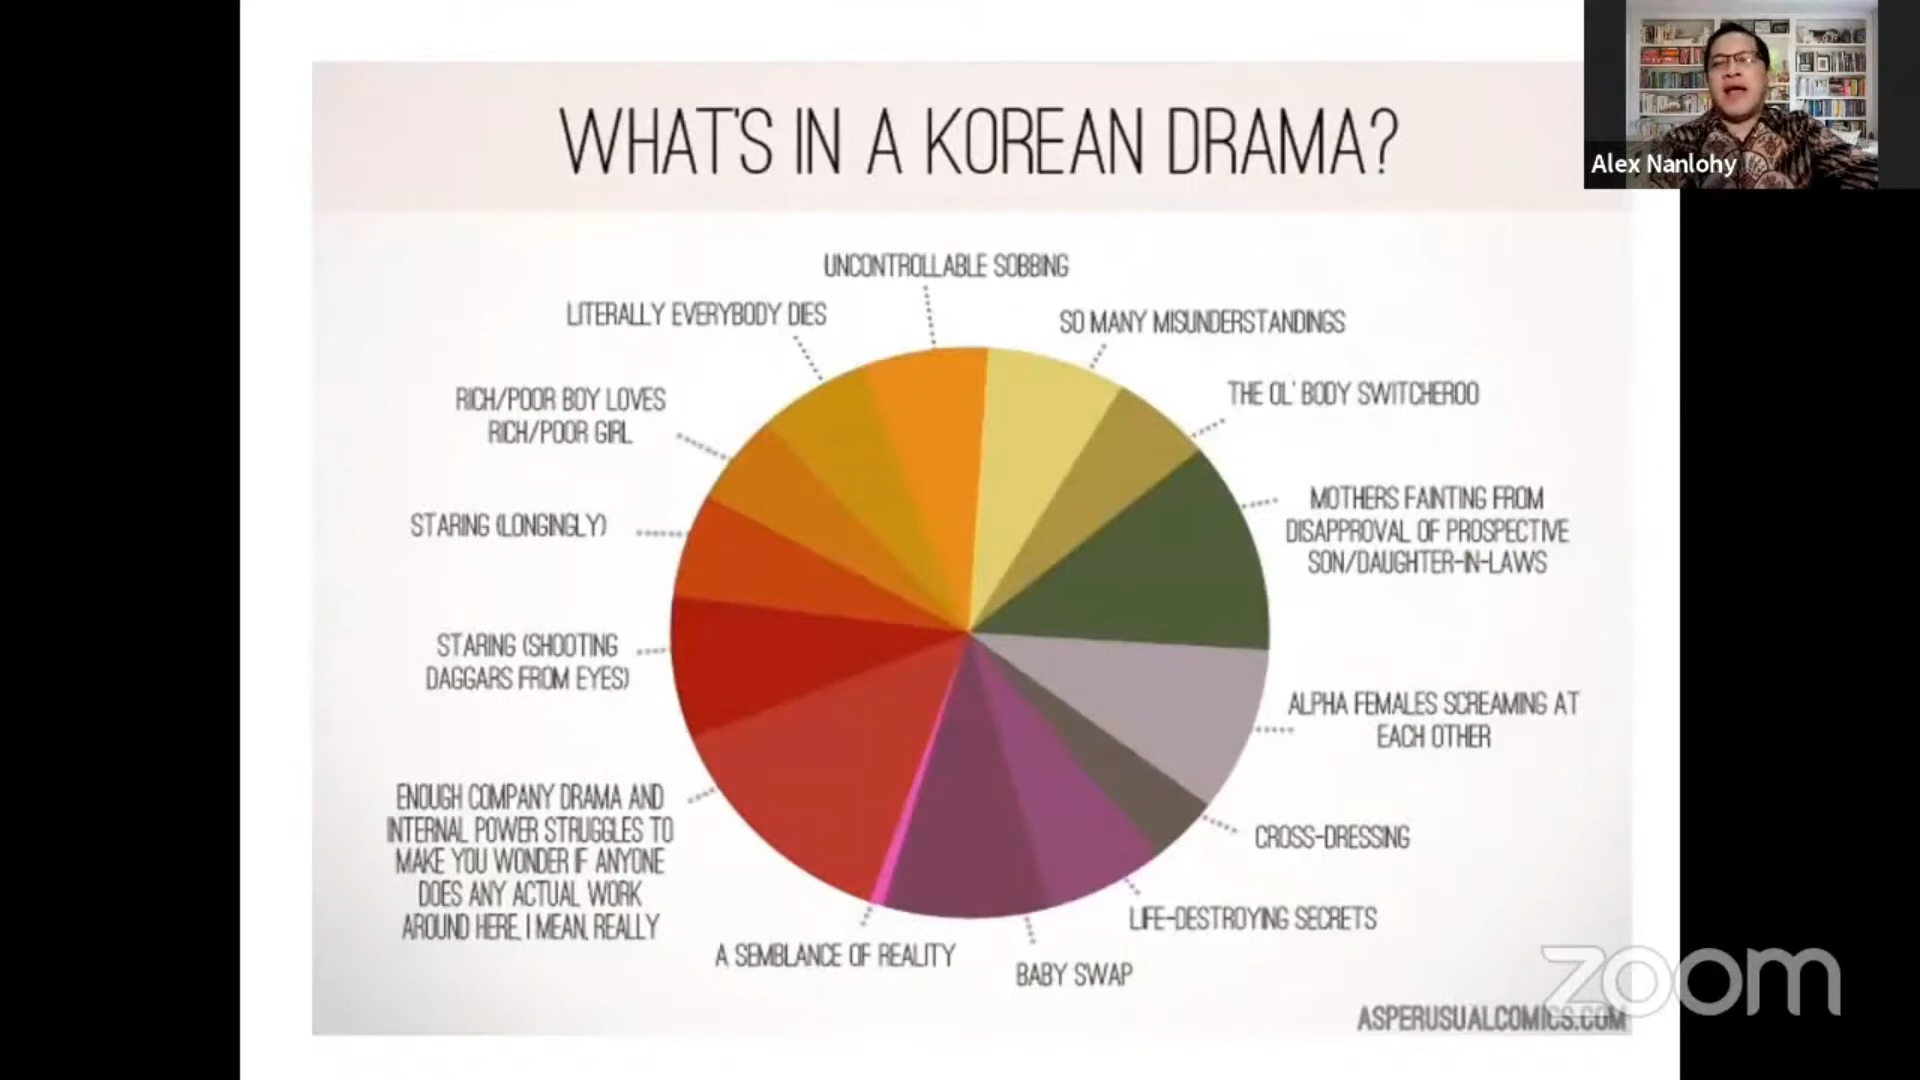 WHAT'S IN A KOREAN DRAMA?
Alex Nanlohy
UNCONTROLLABLE SOBBING
LITERALLY EVERYBODY DIES
SO MANY MISUNDERSTANDINGS
RICH/POOR BOY LOVES
RICH/POOR GIRL
THE OL' BODY SWITCHEROO
STARING (LONGINGLY)
MOTHERS FAINTING FROM
DISAPPROVAL OF PROSPECTIVE
SON/DAUGHTER-IN-LAWS
STARING (SHOOTING
DAGGARS FROM EYES)
ALPHA FEMALES SCREAMING AT
EACH OTHER
ENOUGH COMPANY DRAMA AND
INTERNAL POWER STRUGGLES TO
MAKE YOU WONDER IF ANYONE
DOES ANY ACTUAL WORK
AROUND HERE, I MEAN, REALLY
CROSS-DRESSING
LIFE-DESTROYING SECRETS
A SEMBLANCE OF REALITY
BABY SWAP
zoom
ASPERUSUALCOMICS.COM